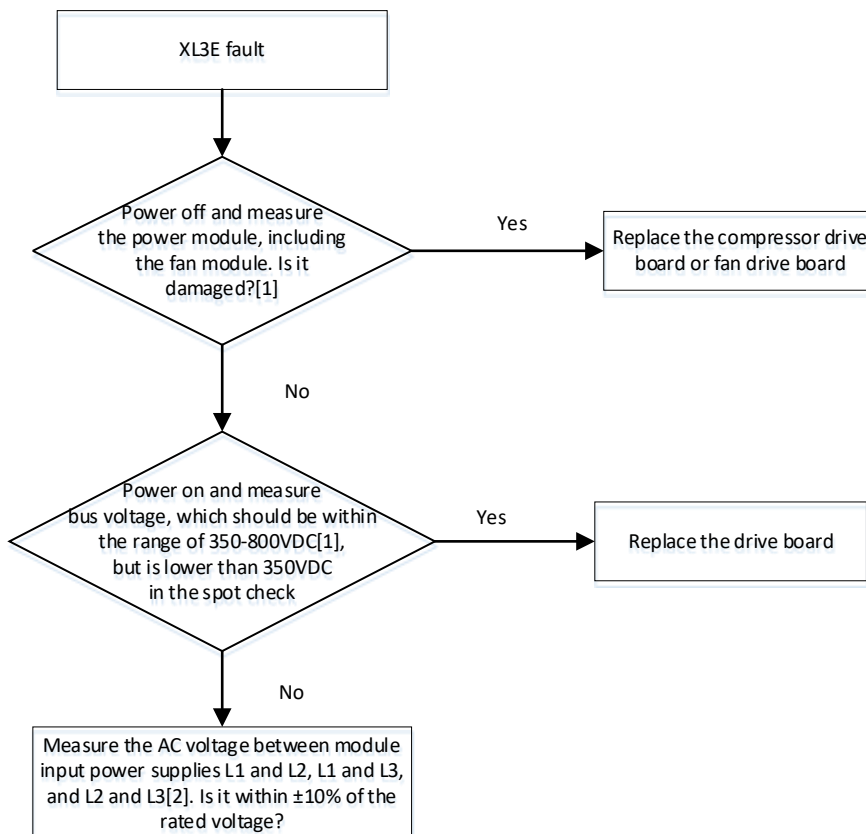 XL3E fault
Power off and measure
the power module, including
the fan module. Is it
damaged?[1]
Yes
Replace the compressor drive
board or fan drive board
No
Power on and measure
bus voltage, which should be within
the range of 350-800VDC[1],
but is lower than 350VDC
in the spot check
Yes
Replace the drive board
No
Measure the AC voltage between module
input power supplies L1 and L2, L1 and L3,
and L2 and L3[2]. Is it within ±10% of the
rated voltage?